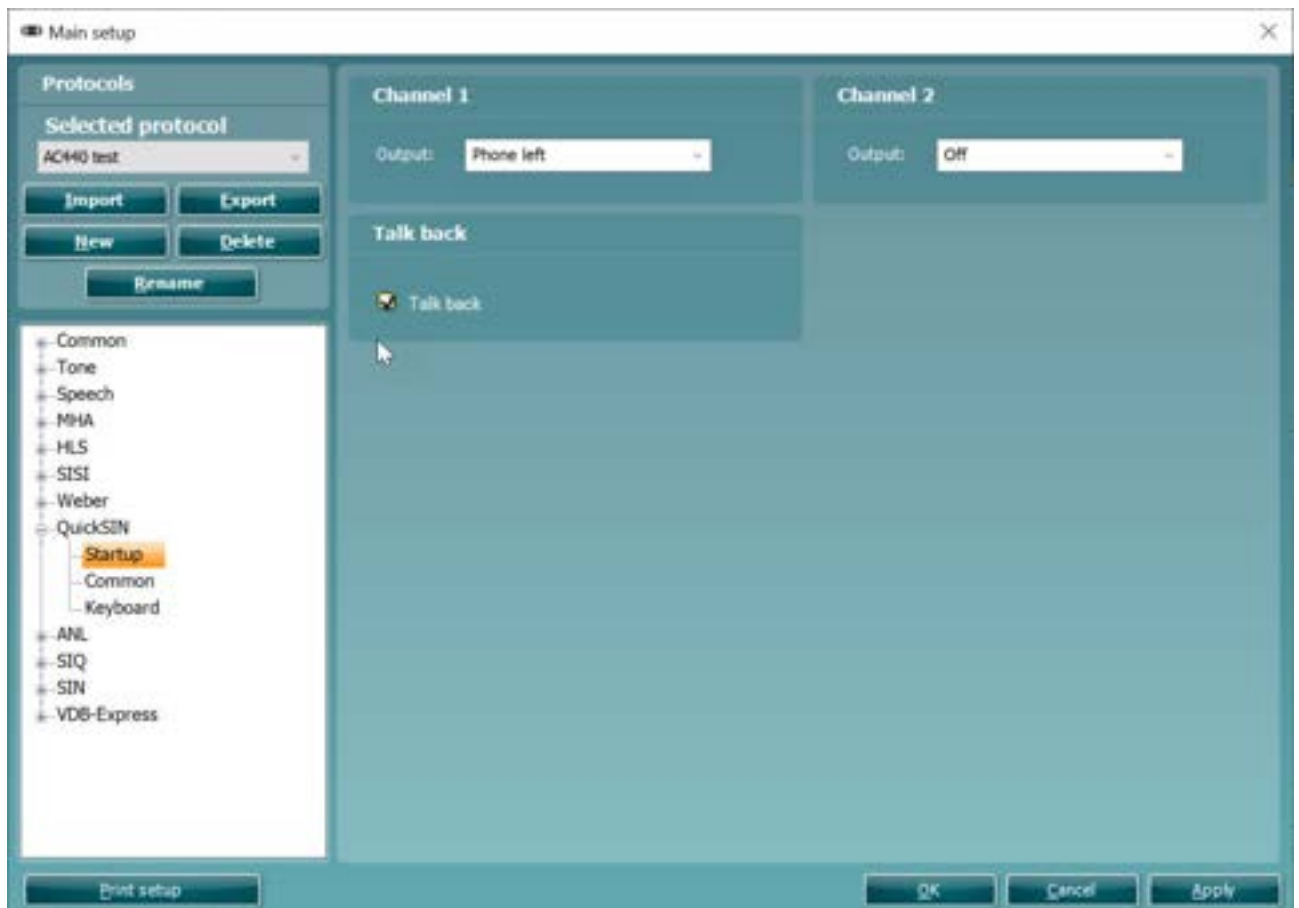 Main setup
Protocols
Selected protocol
AC440 test
Import
Export
New
Delete
Rename
Common
Tone
Speech
MHA
HLS
SISI
Weber
QuickSIN
Startup
Common
Keyboard
ANL
SIQ
SIN
VDB-Express
Channel 1
Output:
Phone left
Channel 2
Output:
Off
Talk back
Talk back
Print setup
OK
Cancel
Apply